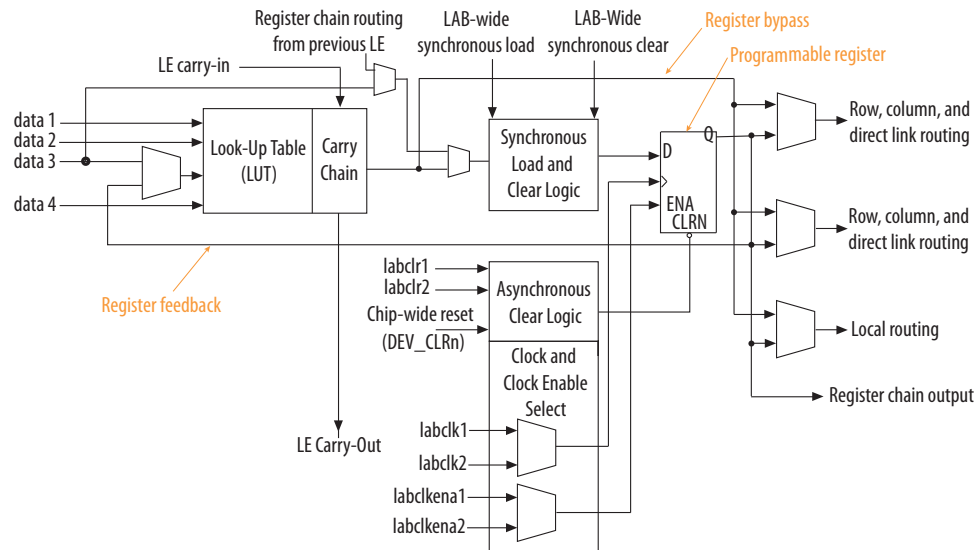 Register chain routing
from previous LE
LAB-wide
synchronous load
LAB-Wide
synchronous clear
Register bypass
Programmable register
LE carry-in
data 1
data 2
data 3
data 4
Look-Up Table
(LUT)
Carry
Chain
Synchronous
Load and
Clear Logic
D
Q
ENA
CLRN
Row, column, and
direct link routing
Row, column, and
direct link routing
Local routing
Register chain output
Register feedback
labclr1
labclr2
Chip-wide reset
(DEV_CLRn)
Asynchronous
Clear Logic
Clock and
Clock Enable
Select
labclk1
labclk2
labclkena1
labclkena2
LE Carry-Out